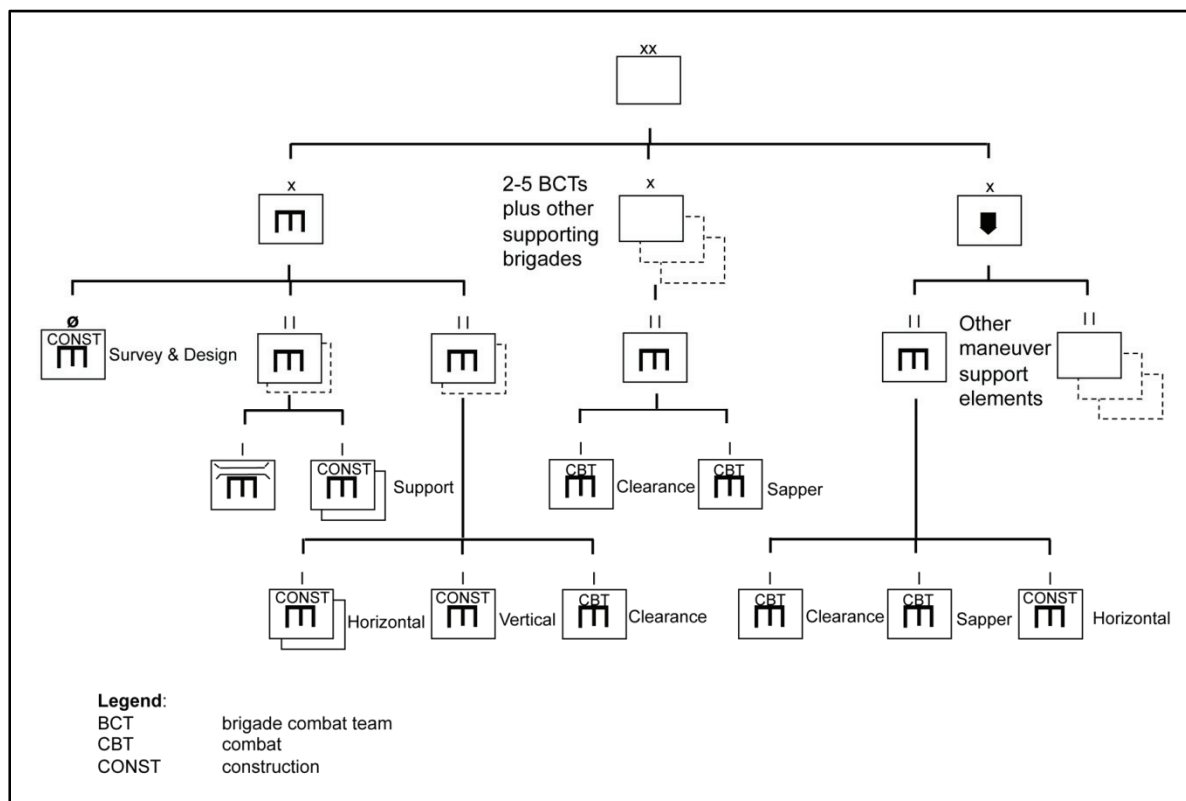 xx
x
2-5 BCTs
plus other
supporting
brigades
x
x
Ø
CONST
Survey & Design
II
II
II
II
Other
maneuver
support
elements
II
I
I
CONST
Support
I
CBT
Clearance
I
CBT
Sapper
I
CONST
Horizontal
I
CONST
Vertical
I
CBT
Clearance
I
CBT
Clearance
I
CBT
Sapper
I
CONST
Horizontal
Legend:
BCT brigade combat team
CBT combat
CONST construction